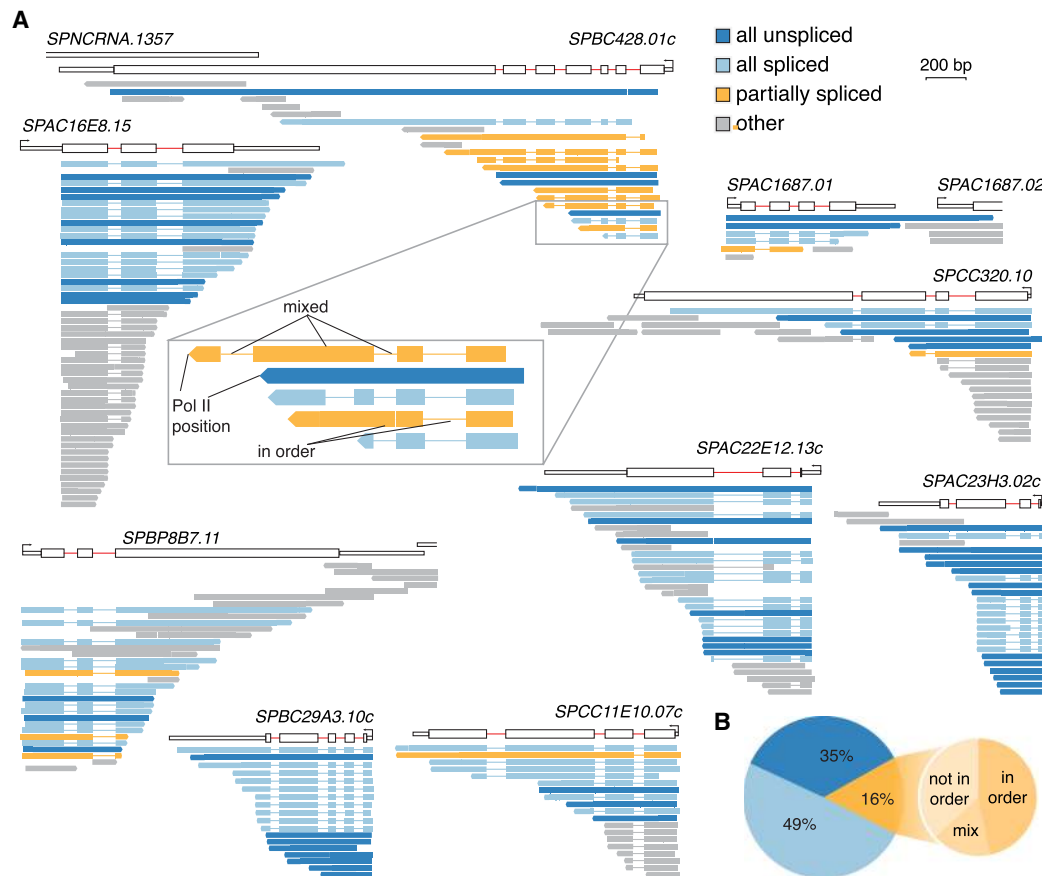 A
SPNCRNA.1357
SPBC428.01c
all unspliced
all spliced
partially spliced
other
200 bp
SPAC16E8.15
SPAC1687.01
SPAC1687.02
SPCC320.10
mixed
Pol II
position
in order
SPAC22E12.13c
SPAC23H3.02c
SPBP8B7.11
SPBC29A3.10c
SPCC11E10.07c
B
35%
16%
49%
not in
order
in
order
mix